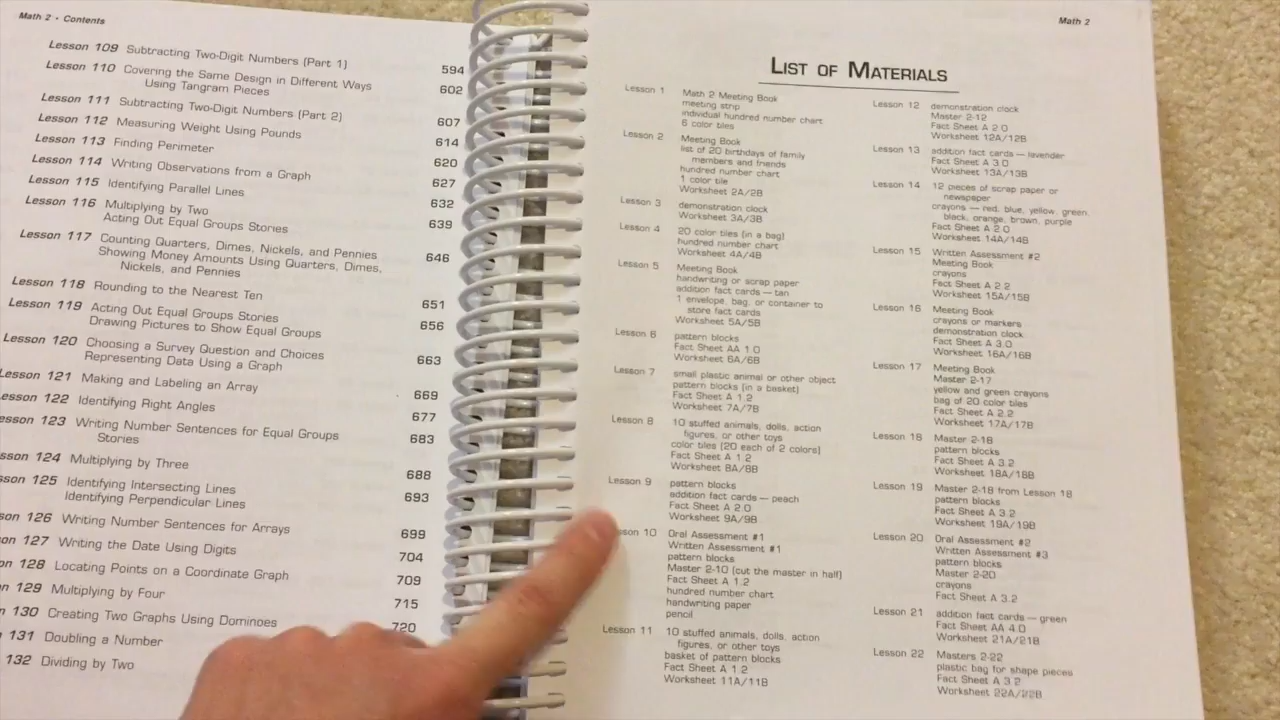 Math 2 • Contents
Lesson 109 Subtracting Two-Digit Numbers (Part 1) 594
Lesson 110 Covering the Same Design in Different Ways
Using Tangram Pieces 602
Lesson 111 Subtracting Two-Digit Numbers (Part 2) 607
Lesson 112 Measuring Weight Using Pounds 614
Lesson 113 Finding Perimeter 620
Lesson 114 Writing Observations from a Graph 627
Lesson 115 Identifying Parallel Lines 632
Lesson 116 Multiplying by Two
Acting Out Equal Groups Stories 639
Lesson 117 Counting Quarters, Dimes, Nickels, and Pennies 646
Showing Money Amounts Using Quarters, Dimes,
Nickels, and Pennies
Lesson 118 Rounding to the Nearest Ten 651
Lesson 119 Acting Out Equal Groups Stories 656
Drawing Pictures to Show Equal Groups
Lesson 120 Choosing a Survey Question and Choices 663
Representing Data Using a Graph
Lesson 121 Making and Labeling an Array 669
Lesson 122 Identifying Right Angles 677
esson 123 Writing Number Sentences for Equal Groups 683
Stories
sson 124 Multiplying by Three 688
sson 125 Identifying Intersecting Lines 693
Identifying Perpendicular Lines
on 126 Writing Number Sentences for Arrays 699
on 127 Writing the Date Using Digits 704
on 128 Locating Points on a Coordinate Graph 709
n 129 Multiplying by Four 715
n 130 Creating Two Graphs Using Dominoes 720
131 Doubling a Number
132 Dividing by Two
Math 2
LIST OF MATERIALS
Lesson 1 Math 2 Meeting Book
meeting strip
individual hundred number chart
6 color tiles
Lesson 2 Meeting Book
list of 20 birthdays of family
members and friends
hundred number chart
1 color tile
Worksheet 2A/2B
Lesson 3 demonstration clock
Worksheet 3A/3B
Lesson 4 20 color tiles (in a bag)
hundred number chart
Worksheet 4A/4B
Lesson 5 Meeting Book
handwriting or scrap paper
addition fact cards — tan
1 envelope, bag, or container to
store fact cards
Worksheet 5A/5B
Lesson 6 pattern blocks
Fact Sheet AA 1.0
Worksheet 6A/6B
Lesson 7 small plastic animal or other object
pattern blocks (in a basket)
Fact Sheet A 1.2
Worksheet 7A/7B
Lesson 8 10 stuffed animals, dolls, action
figures, or other toys
color tiles (20 each of 2 colors)
Fact Sheet A 1.2
Worksheet 8A/8B
Lesson 9 pattern blocks
addition fact cards — peach
Fact Sheet A 2.0
Worksheet 9A/9B
sson 10 Oral Assessment #1
Written Assessment #1
pattern blocks
Master 2-10 (cut the master in half)
Fact Sheet A 1.2
hundred number chart
handwriting paper
pencil
Lesson 11 10 stuffed animals, dolls, action
figures, or other toys
basket of pattern blocks
Fact Sheet A 1.2
Worksheet 11A/11B
Lesson 12 demonstration clock
Master 2-12
Fact Sheet A 2.0
Worksheet 12A/12B
Lesson 13 addition fact cards — lavender
Fact Sheet A 3.0
Worksheet 13A/13B
Lesson 14 12 pieces of scrap paper or
newspaper
crayons — red, blue, yellow, green,
black, orange, brown, purple
Fact Sheet A 2.0
Worksheet 14A/14B
Lesson 15 Written Assessment #2
Meeting Book
crayons
Fact Sheet A 2.2
Worksheet 15A/15B
Lesson 16 Meeting Book
crayons or markers
demonstration clock
Fact Sheet A 3.0
Worksheet 16A/16B
Lesson 17 Meeting Book
Master 2-17
yellow and green crayons
bag of 20 color tiles
Fact Sheet A 2.2
Worksheet 17A/17B
Lesson 18 Master 2-18
pattern blocks
Fact Sheet A 3.2
Worksheet 18A/18B
Lesson 19 Master 2-18 from Lesson 18
pattern blocks
Fact Sheet A 3.2
Worksheet 19A/19B
Lesson 20 Oral Assessment #2
Written Assessment #3
pattern blocks
Master 2-20
crayons
Fact Sheet A 3.2
Lesson 21 addition fact cards — green
Fact Sheet AA 4.0
Worksheet 21A/21B
Lesson 22 Masters 2-22
plastic bag for shape pieces
Fact Sheet A 3.2
Worksheet 22A/22B